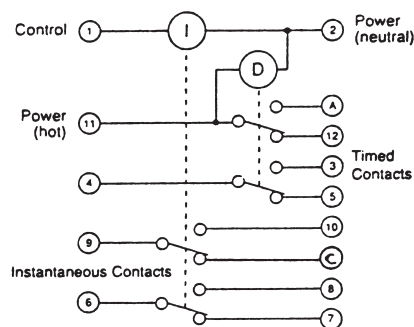 Control 1 I 2 Power
(neutral)
D
A
Power
(hot) 11 12
3 Timed
Contacts
4 5
10
9 C
Instantaneous Contacts
8
6 7